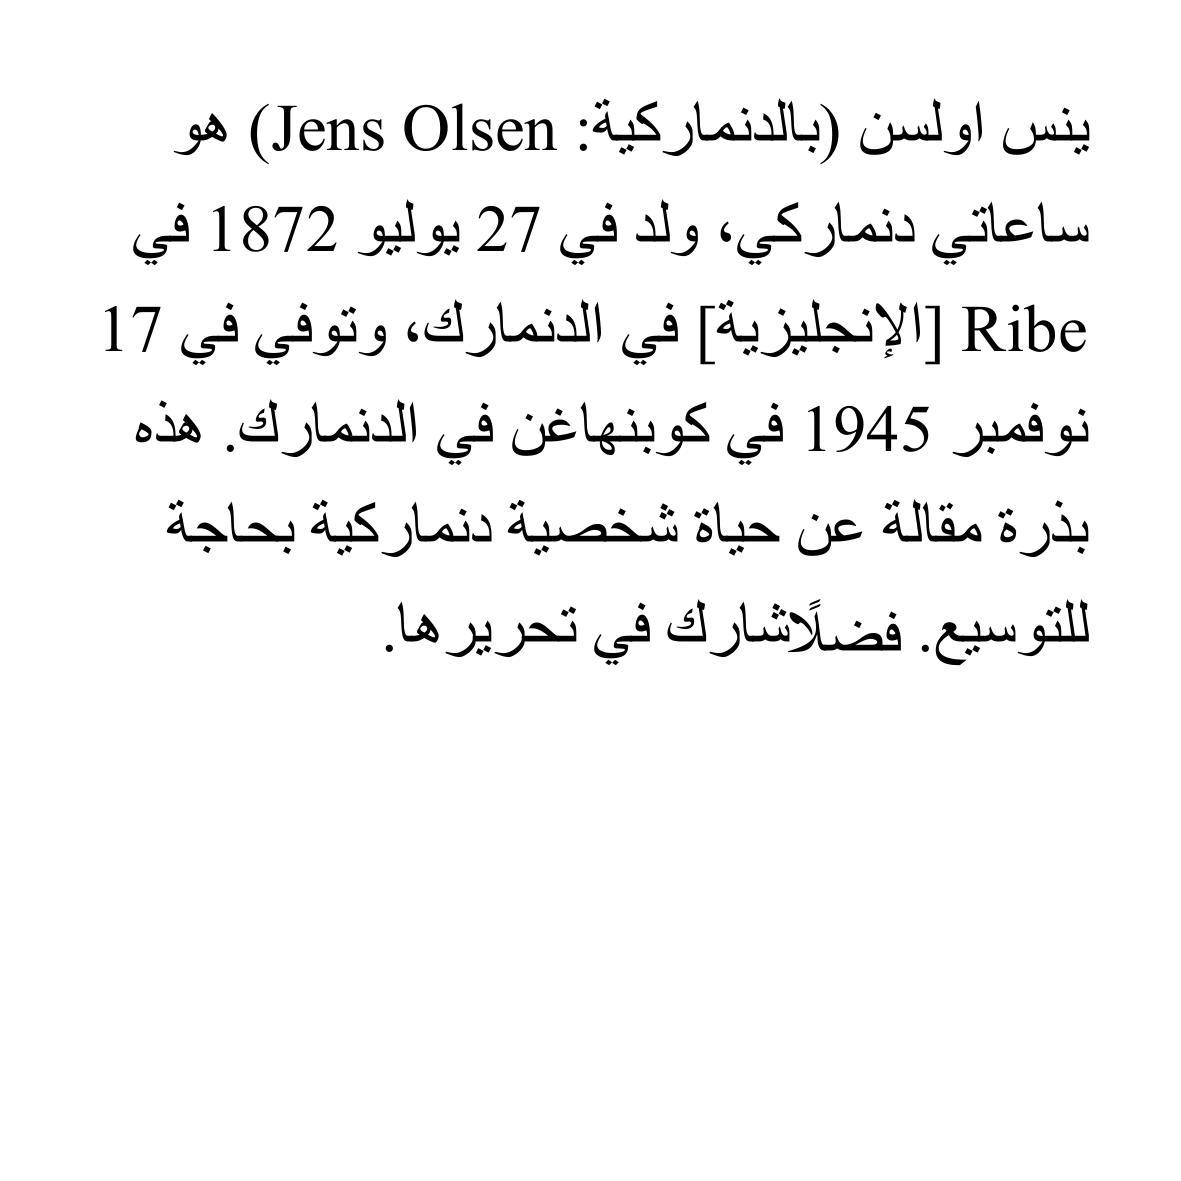 ينس اولسن (بالدنماركية: Jens Olsen) هو
ساعاتي دنماركي، ولد في 27 يوليو 1872 في
Ribe [الإنجليزية] في الدنمارك، وتوفي في 17
نوفمبر 1945 في كوبنهاغن في الدنمارك. هذه
بذرة مقالة عن حياة شخصية دنماركية بحاجة
للتوسيع. فضلًاشارك في تحريرها.